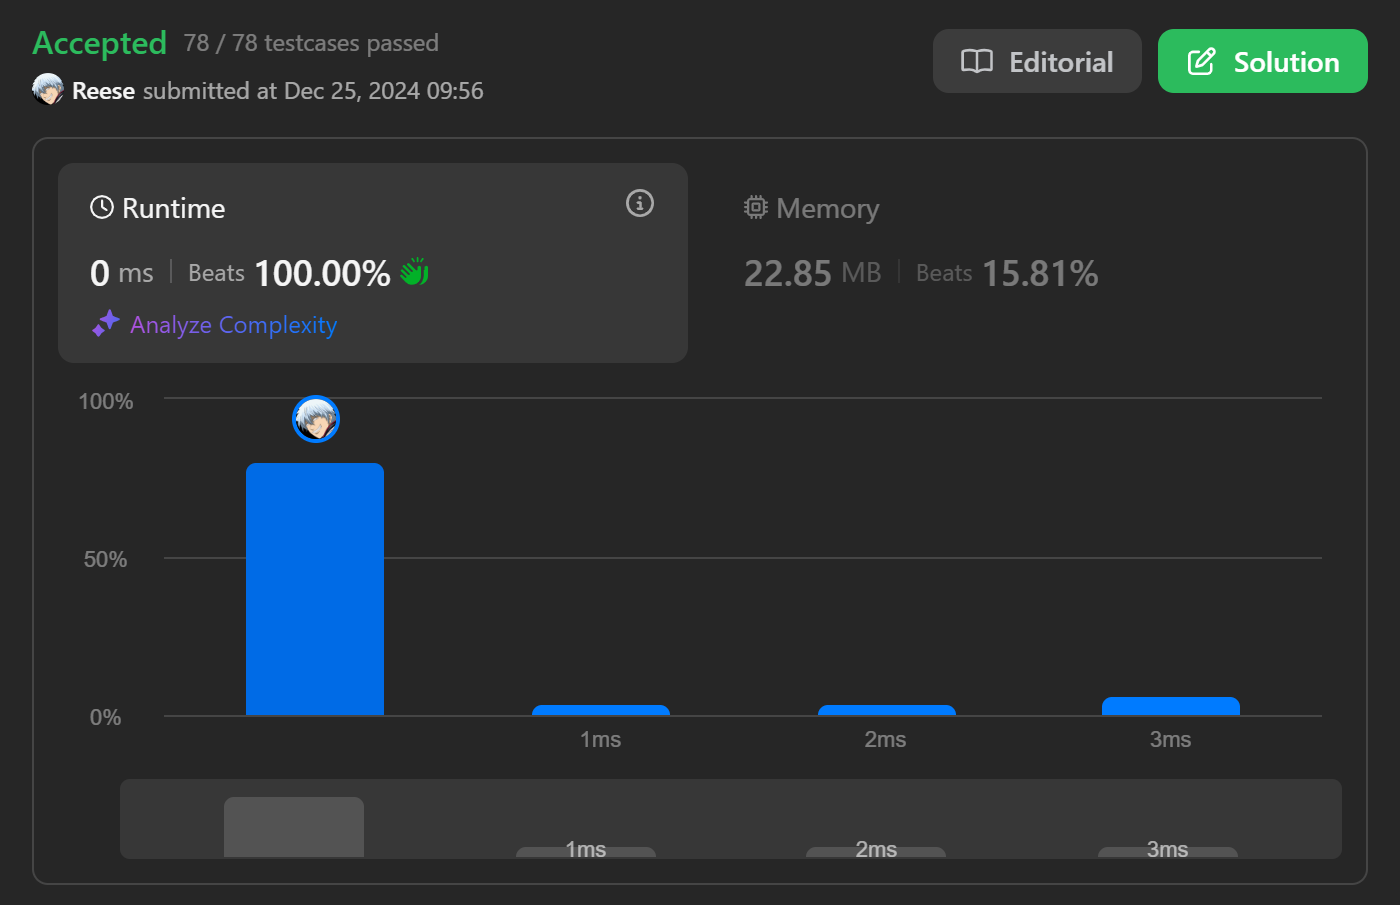 Accepted 78 / 78 testcases passed
Reese submitted at Dec 25, 2024 09:56
Editorial
Solution
Runtime
0 ms Beats 100.00%
Analyze Complexity
Memory
22.85 MB Beats 15.81%
100%
50%
0%
1ms 2ms 3ms
1ms 2ms 3ms